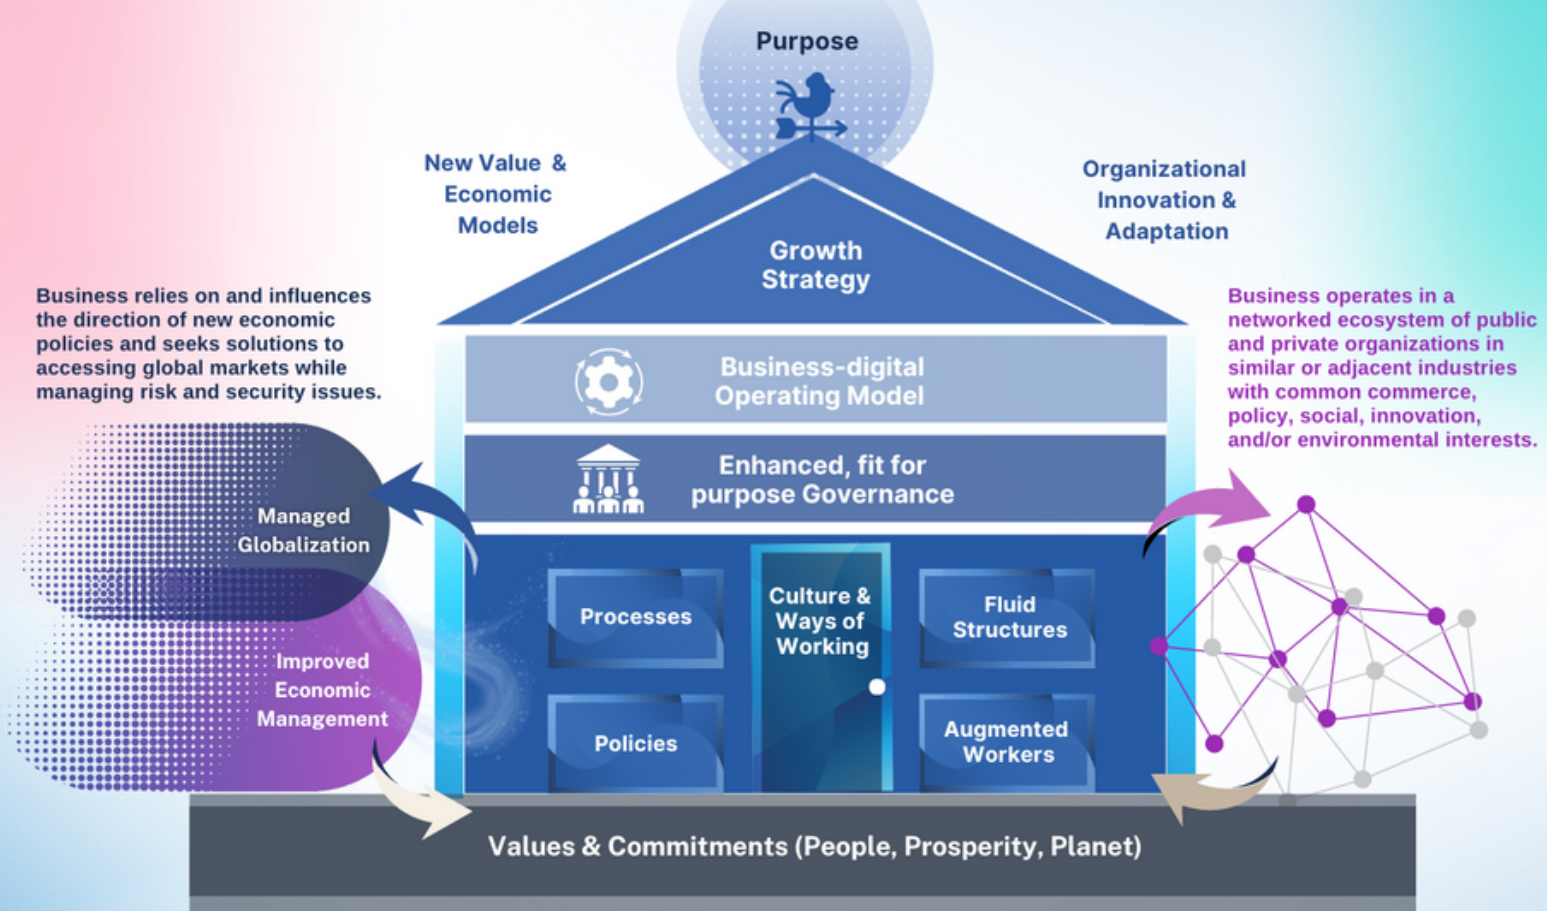 Purpose
New Value &
Economic
Models
Organizational
Innovation &
Adaptation
Growth
Strategy
Business relies on and influences
the direction of new economic
policies and seeks solutions to
accessing global markets while
managing risk and security issues.
Business operates in a
networked ecosystem of public
and private organizations in
similar or adjacent industries
with common commerce,
policy, social, innovation,
and/or environmental interests.
Business-digital
Operating Model
Enhanced, fit for
purpose Governance
Managed
Globalization
Improved
Economic
Management
Processes
Policies
Culture &
Ways of
Working
Fluid
Structures
Augmented
Workers
Values & Commitments (People, Prosperity, Planet)